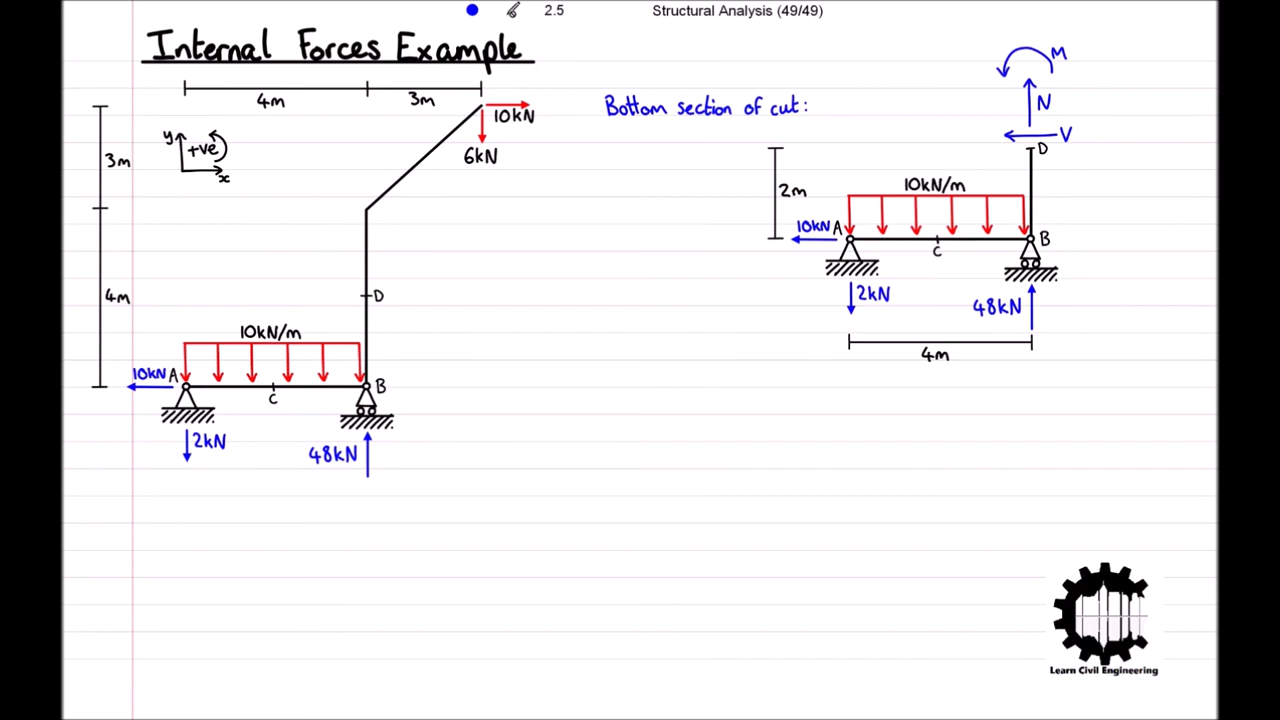 2.5
Structural Analysis (49/49)
Internal Forces Example
4m
3m
10kN
6kN
y
+ve
x
3m
4m
D
10kN/m
10kN
A
B
C
2kN
48kN
Bottom section of cut:
M
N
V
D
2m
10kN/m
10kN
A
B
C
2kN
48kN
4m
Learn Civil Engineering